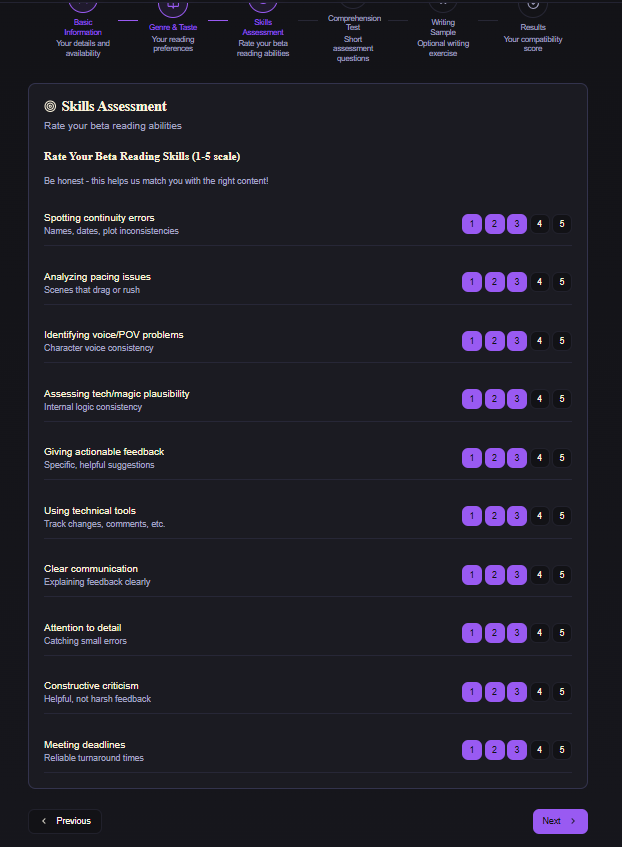 Basic
Information
Your details and
availability
Genre & Taste
Your reading
preferences
Skills
Assessment
Rate your beta
reading abilities
Comprehension
Test
Short
assessment
questions
Writing
Sample
Optional writing
exercise
Results
Your compatibility
score
Skills Assessment
Rate your beta reading abilities
Rate Your Beta Reading Skills (1-5 scale)
Be honest - this helps us match you with the right content!
Spotting continuity errors
Names, dates, plot inconsistencies
1 2 3 4 5
Analyzing pacing issues
Scenes that drag or rush
1 2 3 4 5
Identifying voice/POV problems
Character voice consistency
1 2 3 4 5
Assessing tech/magic plausibility
Internal logic consistency
1 2 3 4 5
Giving actionable feedback
Specific, helpful suggestions
1 2 3 4 5
Using technical tools
Track changes, comments, etc.
1 2 3 4 5
Clear communication
Explaining feedback clearly
1 2 3 4 5
Attention to detail
Catching small errors
1 2 3 4 5
Constructive criticism
Helpful, not harsh feedback
1 2 3 4 5
Meeting deadlines
Reliable turnaround times
1 2 3 4 5
Previous
Next